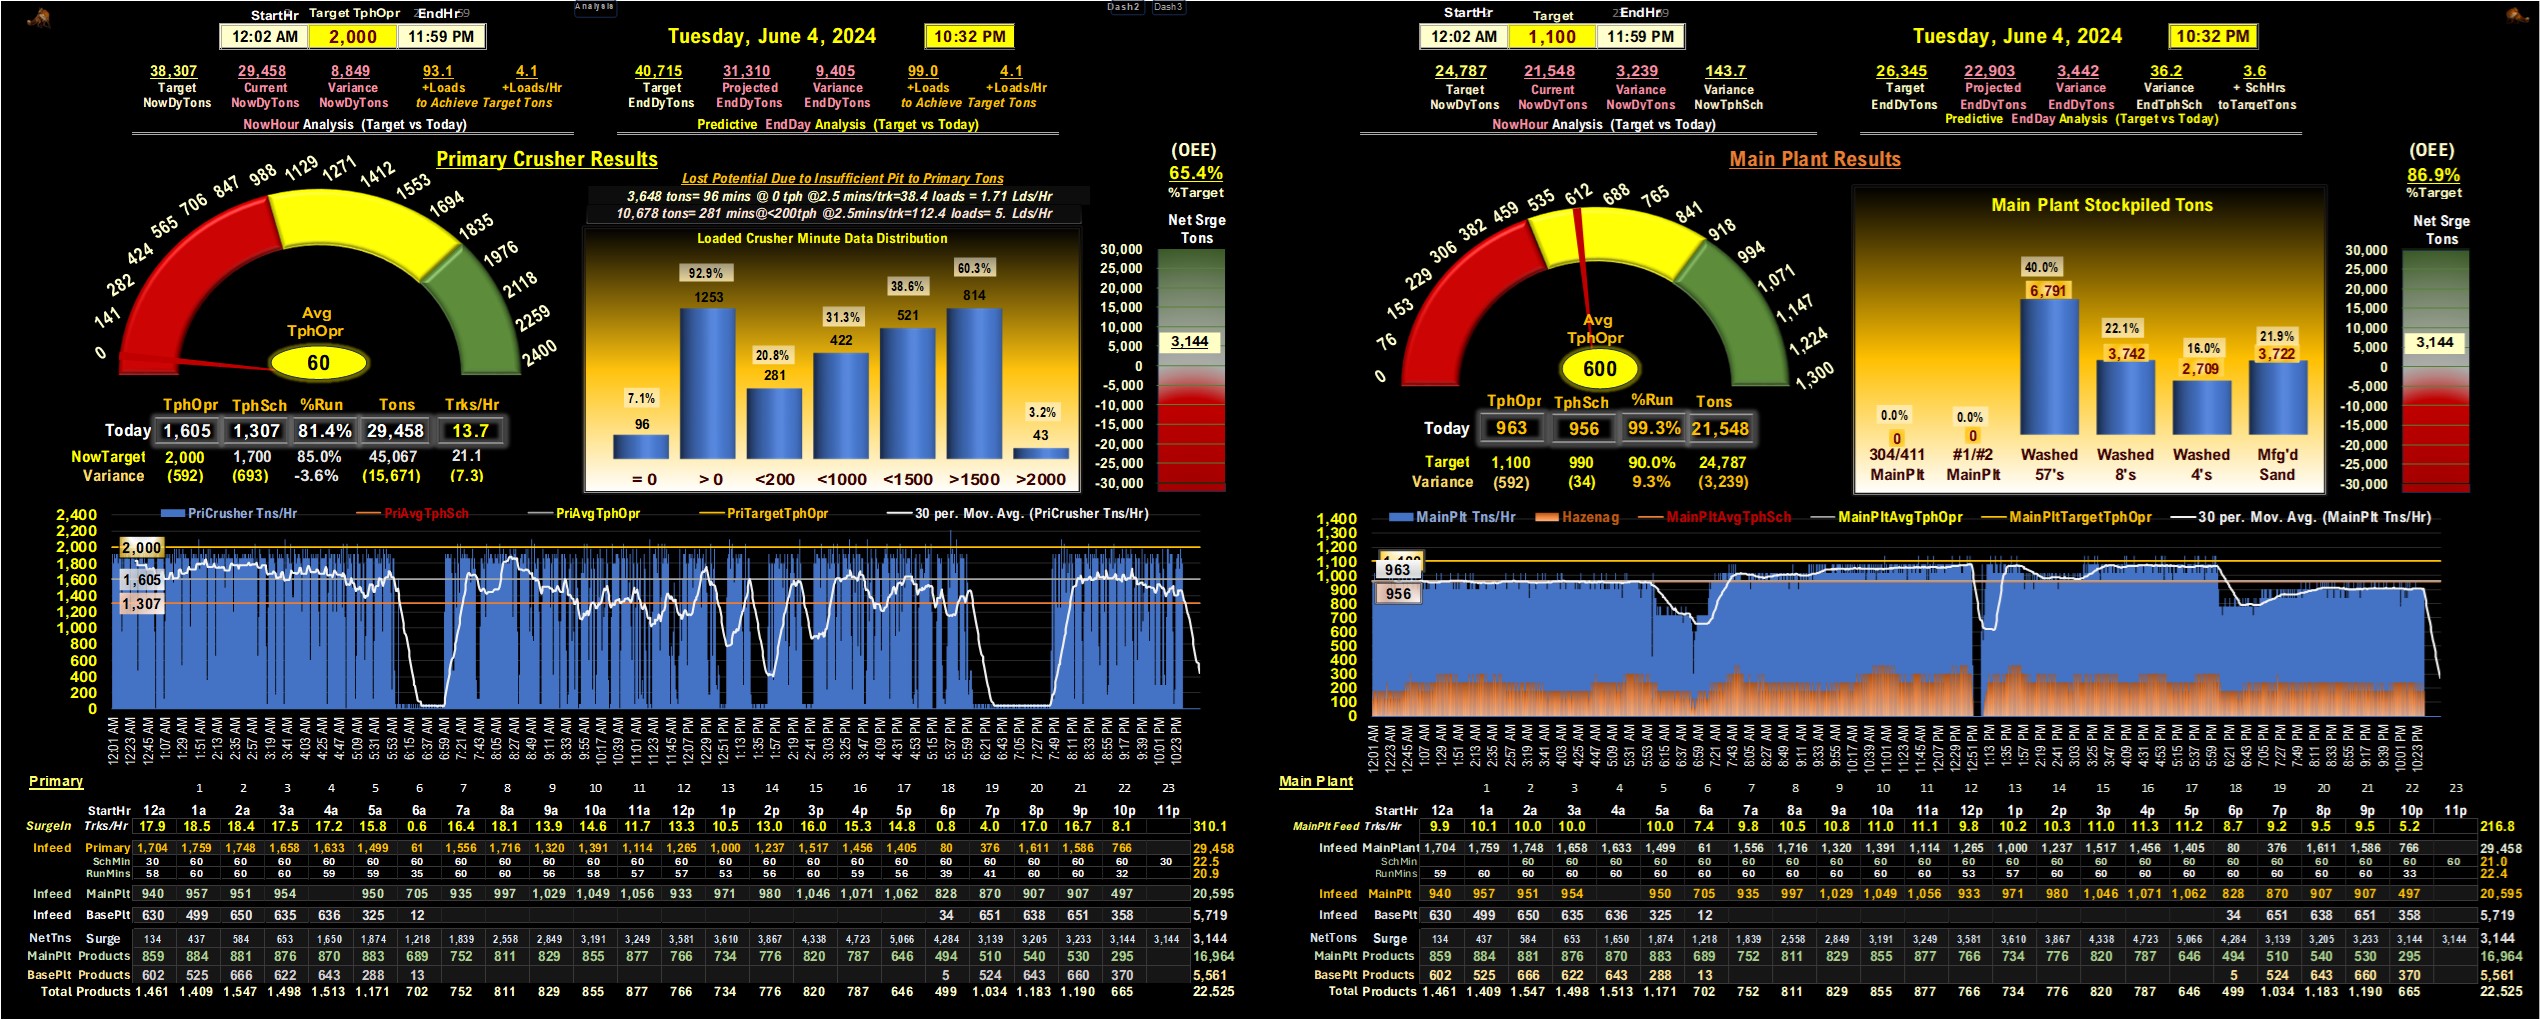 Analysis
Dash2 Dash3
StartHr Target TphOpr EndHr
12:02 AM 2,000 11:59 PM
Tuesday, June 4, 2024 10:32 PM
38,307 29,458 8,849 93.1 4.1
Target Current Variance +Loads +Loads/Hr
NowDyTons NowDyTons NowDyTons to Achieve Target Tons
NowHour Analysis (Target vs Today)
40,715 31,310 9,405 99.0 4.1
Target Projected Variance +Loads +Loads/Hr
EndDyTons EndDyTons EndDyTons to Achieve Target Tons
Predictive EndDay Analysis (Target vs Today)
Primary Crusher Results
0 141 282 424 565 706 847 988 1129 1271 1412 1553 1694 1835 1976 2118 2259 2400
Avg
TphOpr
60
TphOpr TphSch %Run Tons Trks/Hr
Today 1,605 1,307 81.4% 29,458 13.7
NowTarget 2,000 1,700 85.0% 45,067 21.1
Variance (592) (693) -3.6% (15,671) (7.3)
Lost Potential Due to Insufficient Pit to Primary Tons
3,648 tons= 96 mins @ 0 tph @2.5 mins/trk=38.4 loads = 1.71 Lds/Hr
10,678 tons= 281 mins@<200tph @2.5mins/trk=112.4 loads= 5. Lds/Hr
Loaded Crusher Minute Data Distribution
7.1% 92.9% 20.8% 31.3% 38.6% 60.3% 3.2%
96 1253 281 422 521 814 43
= 0 > 0 <200 <1000 <1500 >1500 >2000
(OEE)
65.4%
%Target
Net Srge
Tons
30,000
25,000
20,000
15,000
10,000
5,000
3,144
0
-5,000
-10,000
-15,000
-20,000
-25,000
-30,000
PriCrusher Tns/Hr PriAvgTphSch PriAvgTphOpr PriTargetTphOpr 30 per. Mov. Avg. (PriCrusher Tns/Hr)
2,400
2,200
2,000
1,800
1,600
1,400
1,200
1,000
800
600
400
200
0
2,000
1,605
1,307
12:01 AM 12:23 AM 12:45 AM 1:07 AM 1:29 AM 1:51 AM 2:13 AM 2:35 AM 2:57 AM 3:19 AM 3:41 AM 4:03 AM 4:25 AM 4:47 AM 5:09 AM 5:31 AM 5:53 AM 6:15 AM 6:37 AM 6:59 AM 7:21 AM 7:43 AM 8:05 AM 8:27 AM 8:49 AM 9:11 AM 9:33 AM 9:55 AM 10:17 AM 10:39 AM 11:01 AM 11:23 AM 11:45 AM 12:07 PM 12:29 PM 12:51 PM 1:13 PM 1:35 PM 1:57 PM 2:19 PM 2:41 PM 3:03 PM 3:25 PM 3:47 PM 4:09 PM 4:31 PM 4:53 PM 5:15 PM 5:37 PM 5:59 PM 6:21 PM 6:43 PM 7:05 PM 7:27 PM 7:49 PM 8:11 PM 8:33 PM 8:55 PM 9:17 PM 9:39 PM 10:01 PM 10:23 PM
Primary
1 2 3 4 5 6 7 8 9 10 11 12 13 14 15 16 17 18 19 20 21 22 23
StartHr 12a 1a 2a 3a 4a 5a 6a 7a 8a 9a 10a 11a 12p 1p 2p 3p 4p 5p 6p 7p 8p 9p 10p 11p
SurgeIn Trks/Hr 17.9 18.5 18.4 17.5 17.2 15.8 0.6 16.4 18.1 13.9 14.6 11.7 13.3 10.5 13.0 16.0 15.3 14.8 0.8 4.0 17.0 16.7 8.1 310.1
Infeed Primary 1,704 1,759 1,748 1,658 1,633 1,499 61 1,556 1,716 1,320 1,391 1,114 1,265 1,000 1,237 1,517 1,456 1,405 80 376 1,611 1,586 766 29,458
SchMin 30 60 60 60 60 60 60 60 60 60 60 60 60 60 60 60 60 60 60 60 60 60 60 30 22.5
RunMins 58 60 60 60 59 59 35 60 60 56 58 57 57 53 56 60 59 56 39 41 60 60 32 20.9
Infeed MainPlt 940 957 951 954 950 705 935 997 1,029 1,049 1,056 933 971 980 1,046 1,071 1,062 828 870 907 907 497 20,595
Infeed BasePlt 630 499 650 635 636 325 12 34 651 638 651 358 5,719
NetTns Surge 134 437 584 653 1,650 1,874 1,218 1,839 2,558 2,849 3,191 3,249 3,581 3,610 3,867 4,338 4,723 5,066 4,284 3,139 3,205 3,233 3,144 3,144 3,144
MainPlt Products 859 884 881 876 870 883 689 752 811 829 855 877 766 734 776 820 787 646 494 510 540 530 295 16,964
BasePlt Products 602 525 666 622 643 288 13 5 524 643 660 370 5,561
Total Products 1,461 1,409 1,547 1,498 1,513 1,171 702 752 811 829 855 877 766 734 776 820 787 646 499 1,034 1,183 1,190 665 22,525
StartHr Target EndHr
12:02 AM 1,100 11:59 PM
Tuesday, June 4, 2024 10:32 PM
24,787 21,548 3,239 143.7
Target Current Variance Variance
NowDyTons NowDyTons NowDyTons NowTphSch
NowHour Analysis (Target vs Today)
26,345 22,903 3,442 36.2 3.6
Target Projected Variance Variance + SchHrs
EndDyTons EndDyTons EndDyTons EndTphSch toTargetTons
Predictive EndDay Analysis (Target vs Today)
Main Plant Results
0 76 153 229 306 382 459 535 612 688 765 841 918 994 1,071 1,147 1,224 1,300
Avg
TphOpr
600
TphOpr TphSch %Run Tons
Today 963 956 99.3% 21,548
Target 1,100 990 90.0% 24,787
Variance (592) (34) 9.3% (3,239)
Main Plant Stockpiled Tons
0.0% 0.0% 40.0% 22.1% 16.0% 21.9%
0 0 6,791 3,742 2,709 3,722
304/411 #1/#2 Washed Washed Washed Mfg'd
MainPlt MainPlt 57's 8's 4's Sand
(OEE)
86.9%
%Target
Net Srge
Tons
30,000
25,000
20,000
15,000
10,000
5,000
3,144
0
-5,000
-10,000
-15,000
-20,000
-25,000
-30,000
MainPlt Tns/Hr Hazenag MainPltAvgTphSch MainPltAvgTphOpr MainPltTargetTphOpr 30 per. Mov. Avg. (MainPlt Tns/Hr)
1,400
1,300
1,200
1,100
1,000
900
800
700
600
500
400
300
200
100
0
963
956
12:01 AM 12:23 AM 12:45 AM 1:07 AM 1:29 AM 1:51 AM 2:13 AM 2:35 AM 2:57 AM 3:19 AM 3:41 AM 4:03 AM 4:25 AM 4:47 AM 5:09 AM 5:31 AM 5:53 AM 6:15 AM 6:37 AM 6:59 AM 7:21 AM 7:43 AM 8:05 AM 8:27 AM 8:49 AM 9:11 AM 9:33 AM 9:55 AM 10:17 AM 10:39 AM 11:01 AM 11:23 AM 11:45 AM 12:07 PM 12:29 PM 12:51 PM 1:13 PM 1:35 PM 1:57 PM 2:19 PM 2:41 PM 3:03 PM 3:25 PM 3:47 PM 4:09 PM 4:31 PM 4:53 PM 5:15 PM 5:37 PM 5:59 PM 6:21 PM 6:43 PM 7:05 PM 7:27 PM 7:49 PM 8:11 PM 8:33 PM 8:55 PM 9:17 PM 9:39 PM 10:01 PM 10:23 PM
Main Plant
1 2 3 4 5 6 7 8 9 10 11 12 13 14 15 16 17 18 19 20 21 22 23
StartHr 12a 1a 2a 3a 4a 5a 6a 7a 8a 9a 10a 11a 12p 1p 2p 3p 4p 5p 6p 7p 8p 9p 10p 11p
MainPlt Feed Trks/Hr 9.9 10.1 10.0 10.0 10.0 7.4 9.8 10.5 10.8 11.0 11.1 9.8 10.2 10.3 11.0 11.3 11.2 8.7 9.2 9.5 9.5 5.2 216.8
Infeed MainPlant 1,704 1,759 1,748 1,658 1,633 1,499 61 1,556 1,716 1,320 1,391 1,114 1,265 1,000 1,237 1,517 1,456 1,405 80 376 1,611 1,586 766 29,458
SchMin 60 60 60 60 60 60 60 60 60 60 60 60 60 60 60 60 60 60 60 60 60 60 21.0
RunMins 59 60 60 60 60 60 60 60 60 60 60 53 57 60 60 60 60 60 60 60 60 33 22.4
Infeed MainPlt 940 957 951 954 950 705 935 997 1,029 1,049 1,056 933 971 980 1,046 1,071 1,062 828 870 907 907 497 20,595
Infeed BasePlt 630 499 650 635 636 325 12 34 651 638 651 358 5,719
NetTons Surge 134 437 584 653 1,650 1,874 1,218 1,839 2,558 2,849 3,191 3,249 3,581 3,610 3,867 4,338 4,723 5,066 4,284 3,139 3,205 3,233 3,144 3,144 3,144
MainPlt Products 859 884 881 876 870 883 689 752 811 829 855 877 766 734 776 820 787 646 494 510 540 530 295 16,964
BasePlt Products 602 525 666 622 643 288 13 5 524 643 660 370 5,561
Total Products 1,461 1,409 1,547 1,498 1,513 1,171 702 752 811 829 855 877 766 734 776 820 787 646 499 1,034 1,183 1,190 665 22,525